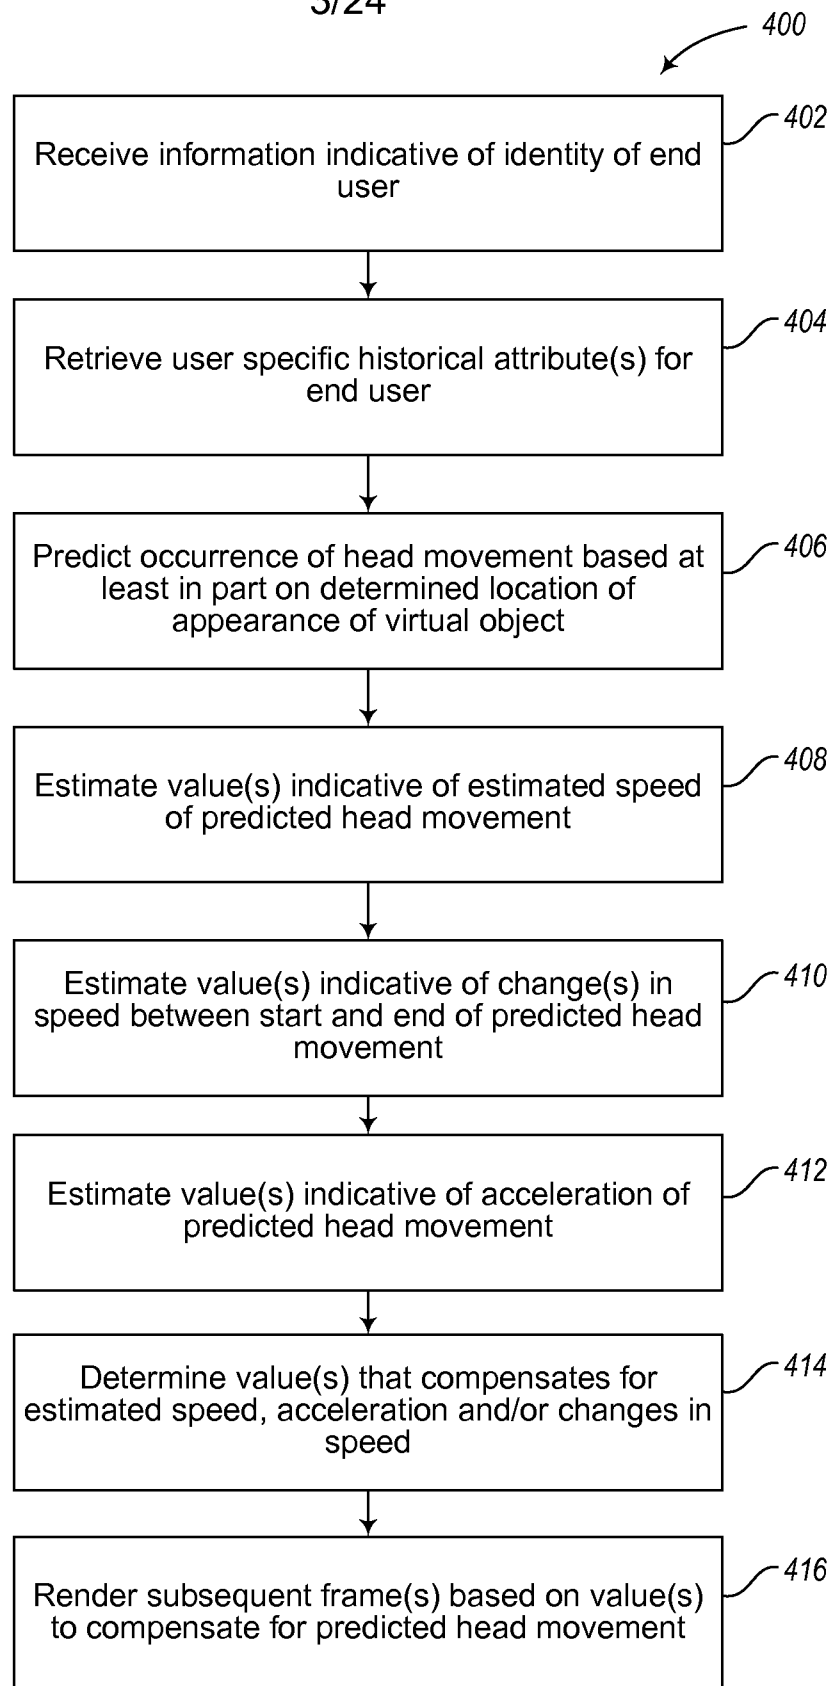 3/24
400
402
Receive information indicative of identity of end
user
404
Retrieve user specific historical attribute(s) for
end user
406
Predict occurrence of head movement based at
least in part on determined location of
appearance of virtual object
408
Estimate value(s) indicative of estimated speed
of predicted head movement
410
Estimate value(s) indicative of change(s) in
speed between start and end of predicted head
movement
412
Estimate value(s) indicative of acceleration of
predicted head movement
414
Determine value(s) that compensates for
estimated speed, acceleration and/or changes in
speed
416
Render subsequent frame(s) based on value(s)
to compensate for predicted head movement